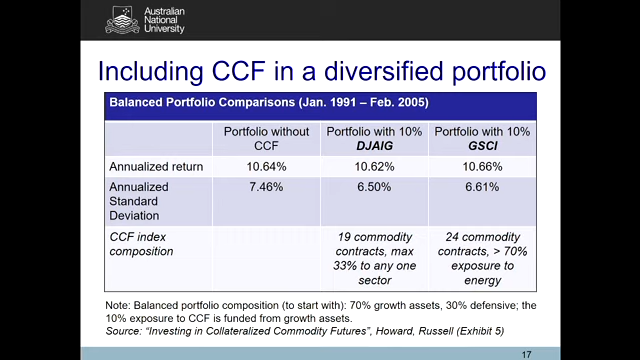 Australian
National
University
Including CCF in a diversified portfolio
Balanced Portfolio Comparisons (Jan. 1991 – Feb. 2005)
Portfolio without CCF
Portfolio with 10% DJAIG
Portfolio with 10% GSCI
Annualized return
10.64%
10.62%
10.66%
Annualized Standard Deviation
7.46%
6.50%
6.61%
CCF index composition
19 commodity contracts, max 33% to any one sector
24 commodity contracts, > 70% exposure to energy
Note: Balanced portfolio composition (to start with): 70% growth assets, 30% defensive; the
10% exposure to CCF is funded from growth assets.
Source: “Investing in Collateralized Commodity Futures”, Howard, Russell (Exhibit 5)
17